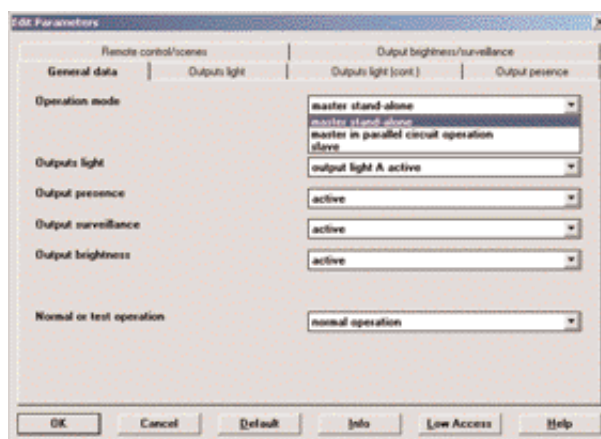 Edit Parameters
Remote control/scenes
Output brightness/surveillance
General data
Outputs light
Outputs light (cont.)
Output presence
Operation mode
master stand-alone
master stand-alone
master in parallel circuit operation
slave
Outputs light
output light A active
Output presence
active
Output surveillance
active
Output brightness
active
Normal or test operation
normal operation
OK
Cancel
Default
Info
Low Access
Help